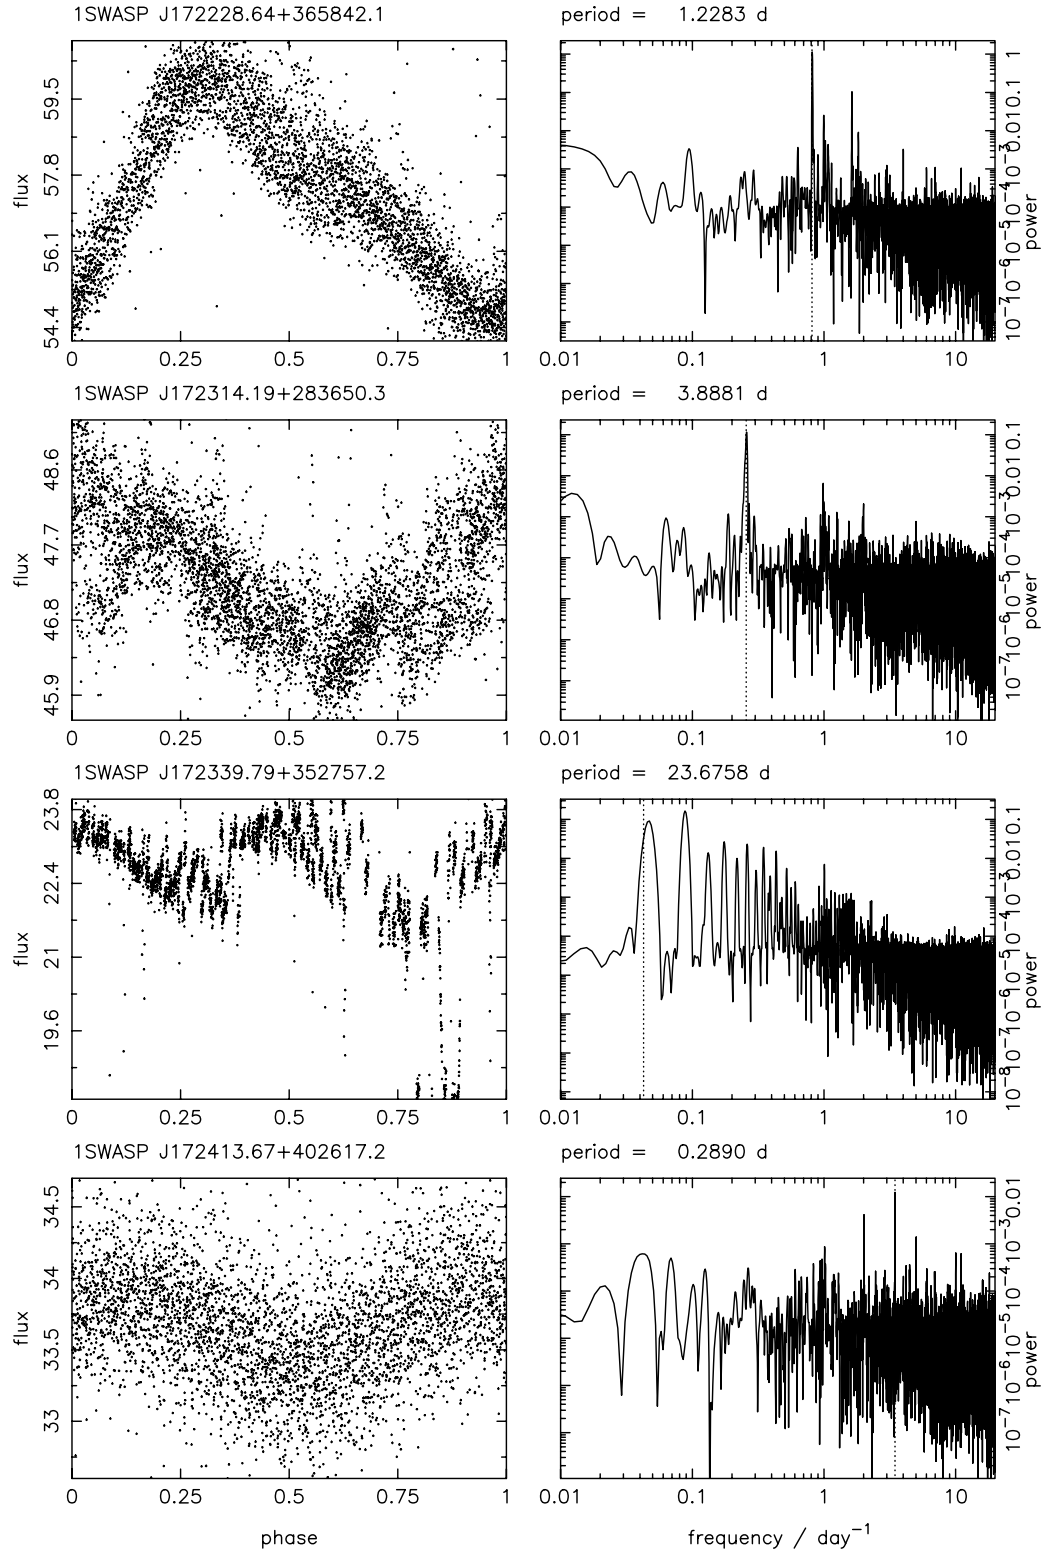 1SWASP J172228.64+365842.1
period = 1.2283 d
flux
54.4 56.1 57.8 59.5
0 0.25 0.5 0.75 1
power
10⁻⁷ 10⁻⁶ 10⁻⁵ 10⁻⁴ 10⁻³ 0.01 0.1 1
0.01 0.1 1 10
1SWASP J172314.19+283650.3
period = 3.8881 d
flux
45.9 46.8 47.7 48.6
0 0.25 0.5 0.75 1
power
10⁻⁷ 10⁻⁶ 10⁻⁵ 10⁻⁴ 10⁻³ 0.01 0.1
0.01 0.1 1 10
1SWASP J172339.79+352757.2
period = 23.6758 d
flux
19.6 21 22.4 23.8
0 0.25 0.5 0.75 1
power
10⁻⁸ 10⁻⁷ 10⁻⁶ 10⁻⁵ 10⁻⁴ 10⁻³ 0.01 0.1
0.01 0.1 1 10
1SWASP J172413.67+402617.2
period = 0.2890 d
flux
33 33.5 34 34.5
0 0.25 0.5 0.75 1
power
10⁻⁷ 10⁻⁶ 10⁻⁵ 10⁻⁴ 10⁻³ 0.01
0.01 0.1 1 10
phase
frequency / day⁻¹